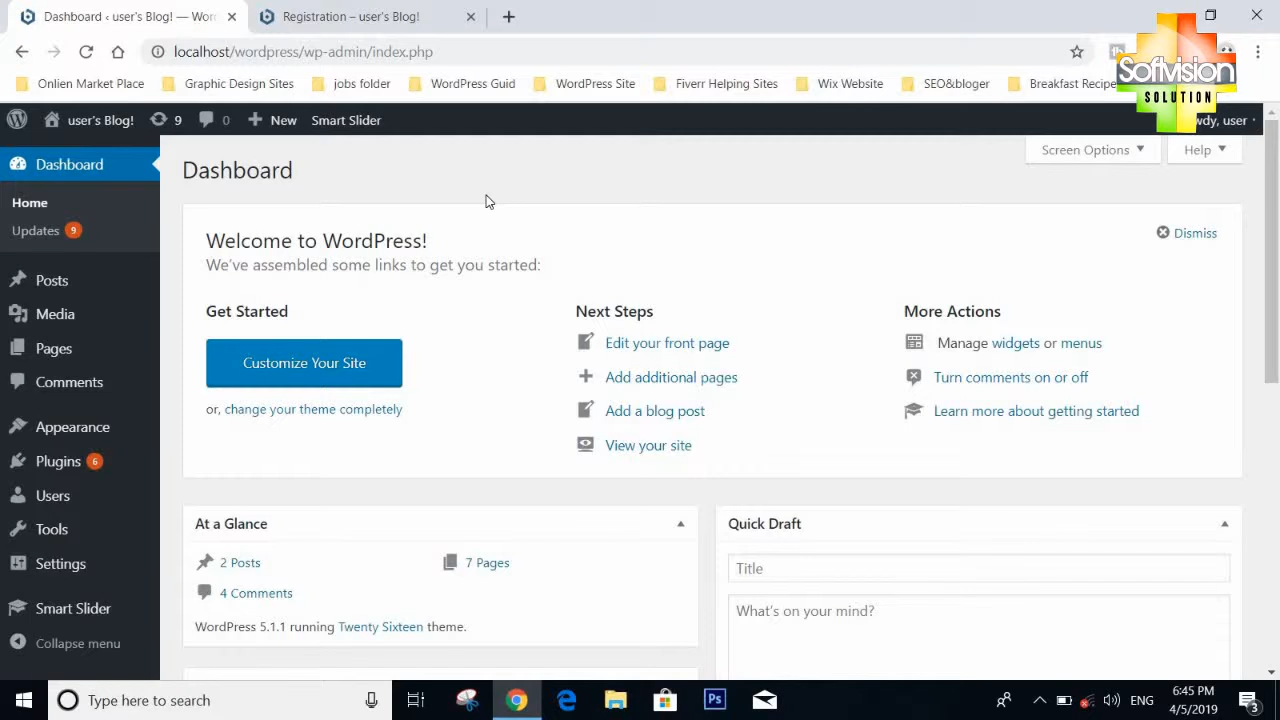 Dashboard ‹ user's Blog! — Wo
Registration – user's Blog!
localhost/wordpress/wp-admin/index.php
Onlien Market Place
Graphic Design Sites
jobs folder
WordPress Guid
WordPress Site
Fiverr Helping Sites
Wix Website
SEO&bloger
Breakfast Recipe
Softvision
SOLUTION
user's Blog!
9
0
New
Smart Slider
wdy, user
Dashboard
Home
Updates 9
Posts
Media
Pages
Comments
Appearance
Plugins 6
Users
Tools
Settings
Smart Slider
Collapse menu
Screen Options
Help
Dashboard
Welcome to WordPress!
Dismiss
We've assembled some links to get you started:
Get Started
Customize Your Site
or, change your theme completely
Next Steps
Edit your front page
Add additional pages
Add a blog post
View your site
More Actions
Manage widgets or menus
Turn comments on or off
Learn more about getting started
At a Glance
2 Posts
7 Pages
4 Comments
WordPress 5.1.1 running Twenty Sixteen theme.
Quick Draft
Title
What's on your mind?
Type here to search
Ps
ENG
6:45 PM
4/5/2019
3